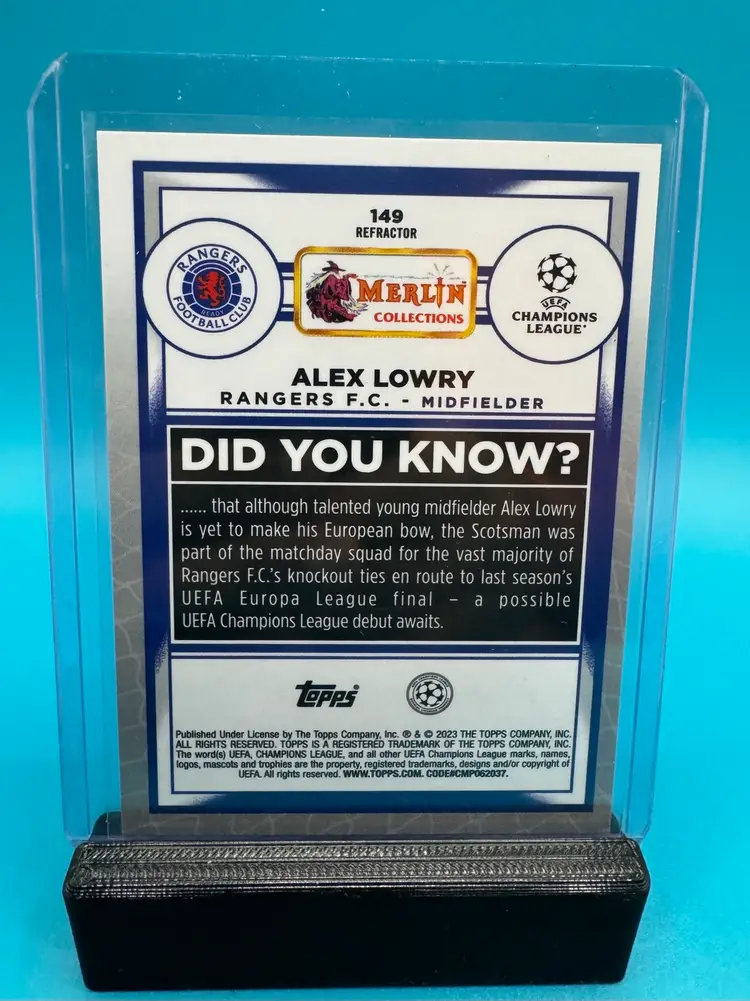 149
REFRACTOR
RANGERS
READY
FOOTBALL CLUB
MERLIN
COLLECTIONS
UEFA
CHAMPIONS
LEAGUE®
ALEX LOWRY
RANGERS F.C. - MIDFIELDER
DID YOU KNOW?
...... that although talented young midfielder Alex Lowry
is yet to make his European bow, the Scotsman was
part of the matchday squad for the vast majority of
Rangers F.C.'s knockout ties en route to last season's
UEFA Europa League final – a possible
UEFA Champions League debut awaits.
topps®
Published Under License by The Topps Company, Inc. ® & © 2023 THE TOPPS COMPANY, INC.
ALL RIGHTS RESERVED. TOPPS IS A REGISTERED TRADEMARK OF THE TOPPS COMPANY, INC.
The word(s) UEFA, CHAMPIONS LEAGUE, and all other UEFA Champions League marks, names,
logos, mascots and trophies are the property, registered trademarks, designs and/or copyright of
UEFA. All rights reserved. WWW.TOPPS.COM. CODE#CMP062037.